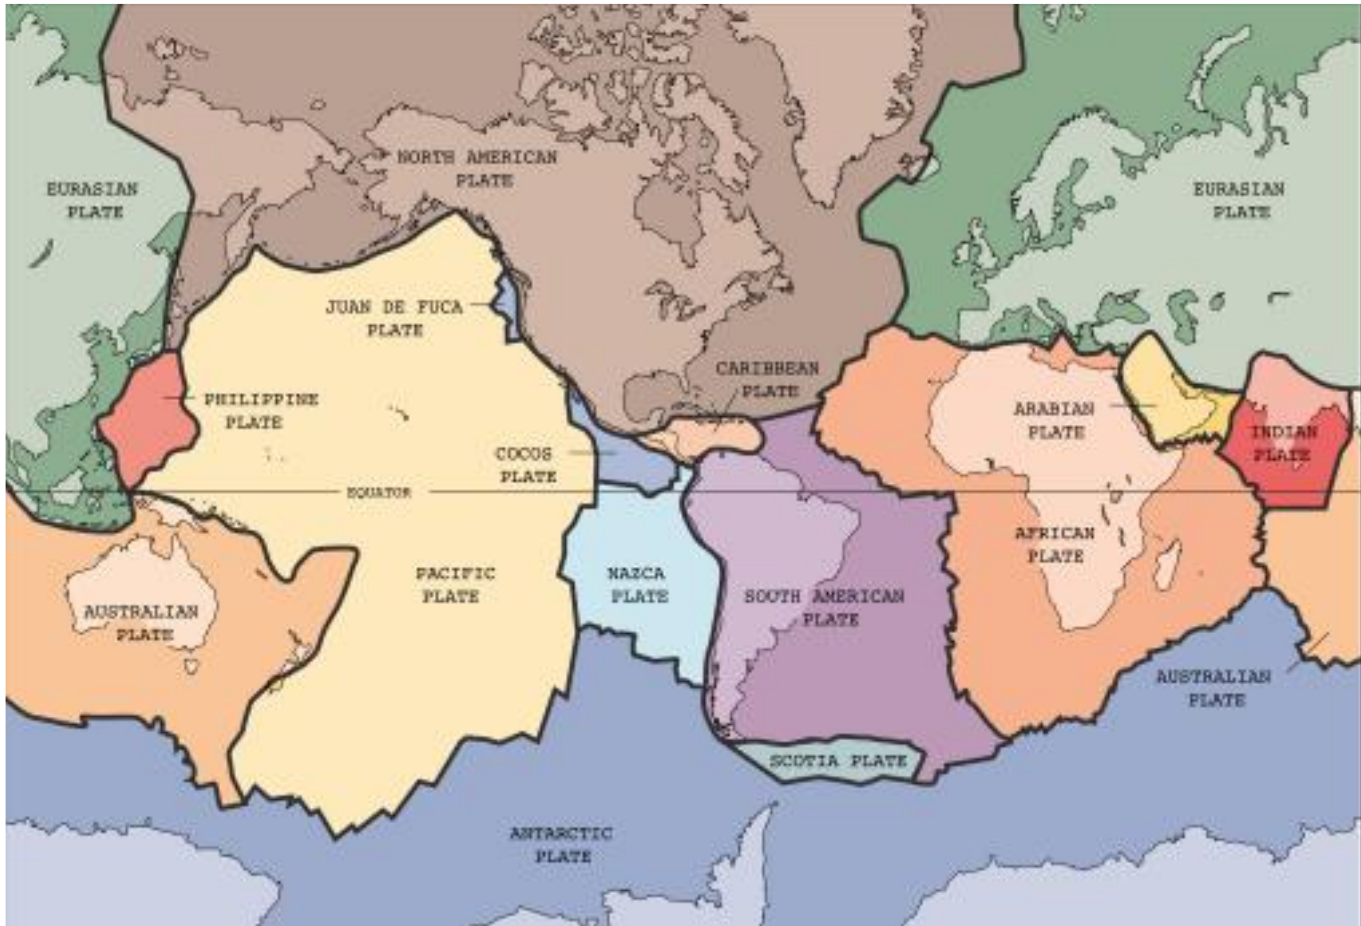 NORTH AMERICAN
PLATE
EURASIAN
PLATE
EURASIAN
PLATE
JUAN DE FUCA
PLATE
CARIBBEAN
PLATE
PHILIPPINE
PLATE
ARABIAN
PLATE
INDIAN
PLATE
COCOS
PLATE
EQUATOR
AFRICAN
PLATE
PACIFIC
PLATE
NAZCA
PLATE
SOUTH AMERICAN
PLATE
AUSTRALIAN
PLATE
AUSTRALIAN
PLATE
SCOTIA PLATE
ANTARCTIC
PLATE